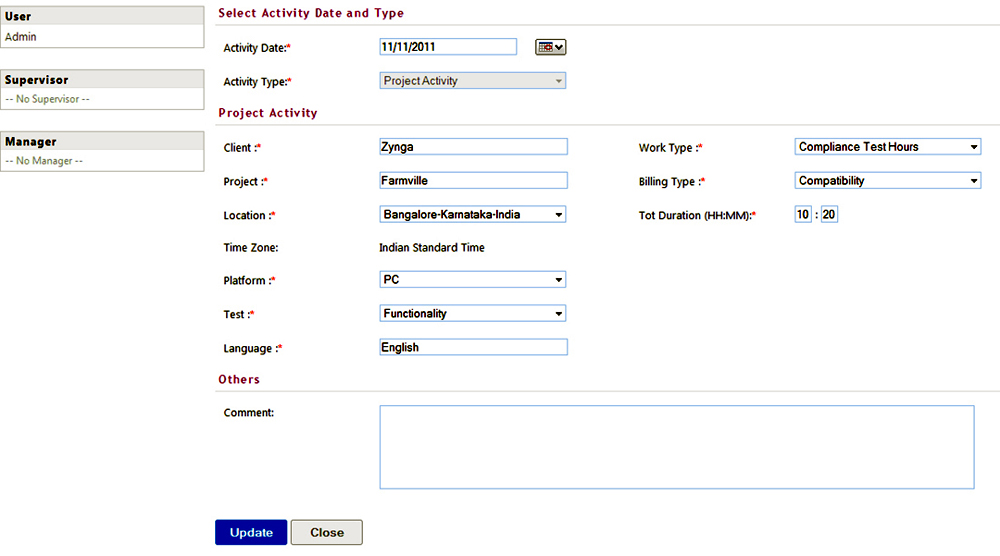 User
Admin
Supervisor
-- No Supervisor --
Manager
-- No Manager --
Select Activity Date and Type
Activity Date:* 11/11/2011
Activity Type:* Project Activity
Project Activity
Client :* Zynga Work Type :* Compliance Test Hours
Project :* Farmville Billing Type :* Compatibility
Location :* Bangalore-Karnataka-India Tot Duration (HH:MM):* 10 : 20
Time Zone: Indian Standard Time
Platform :* PC
Test :* Functionality
Language :* English
Others
Comment:
Update Close